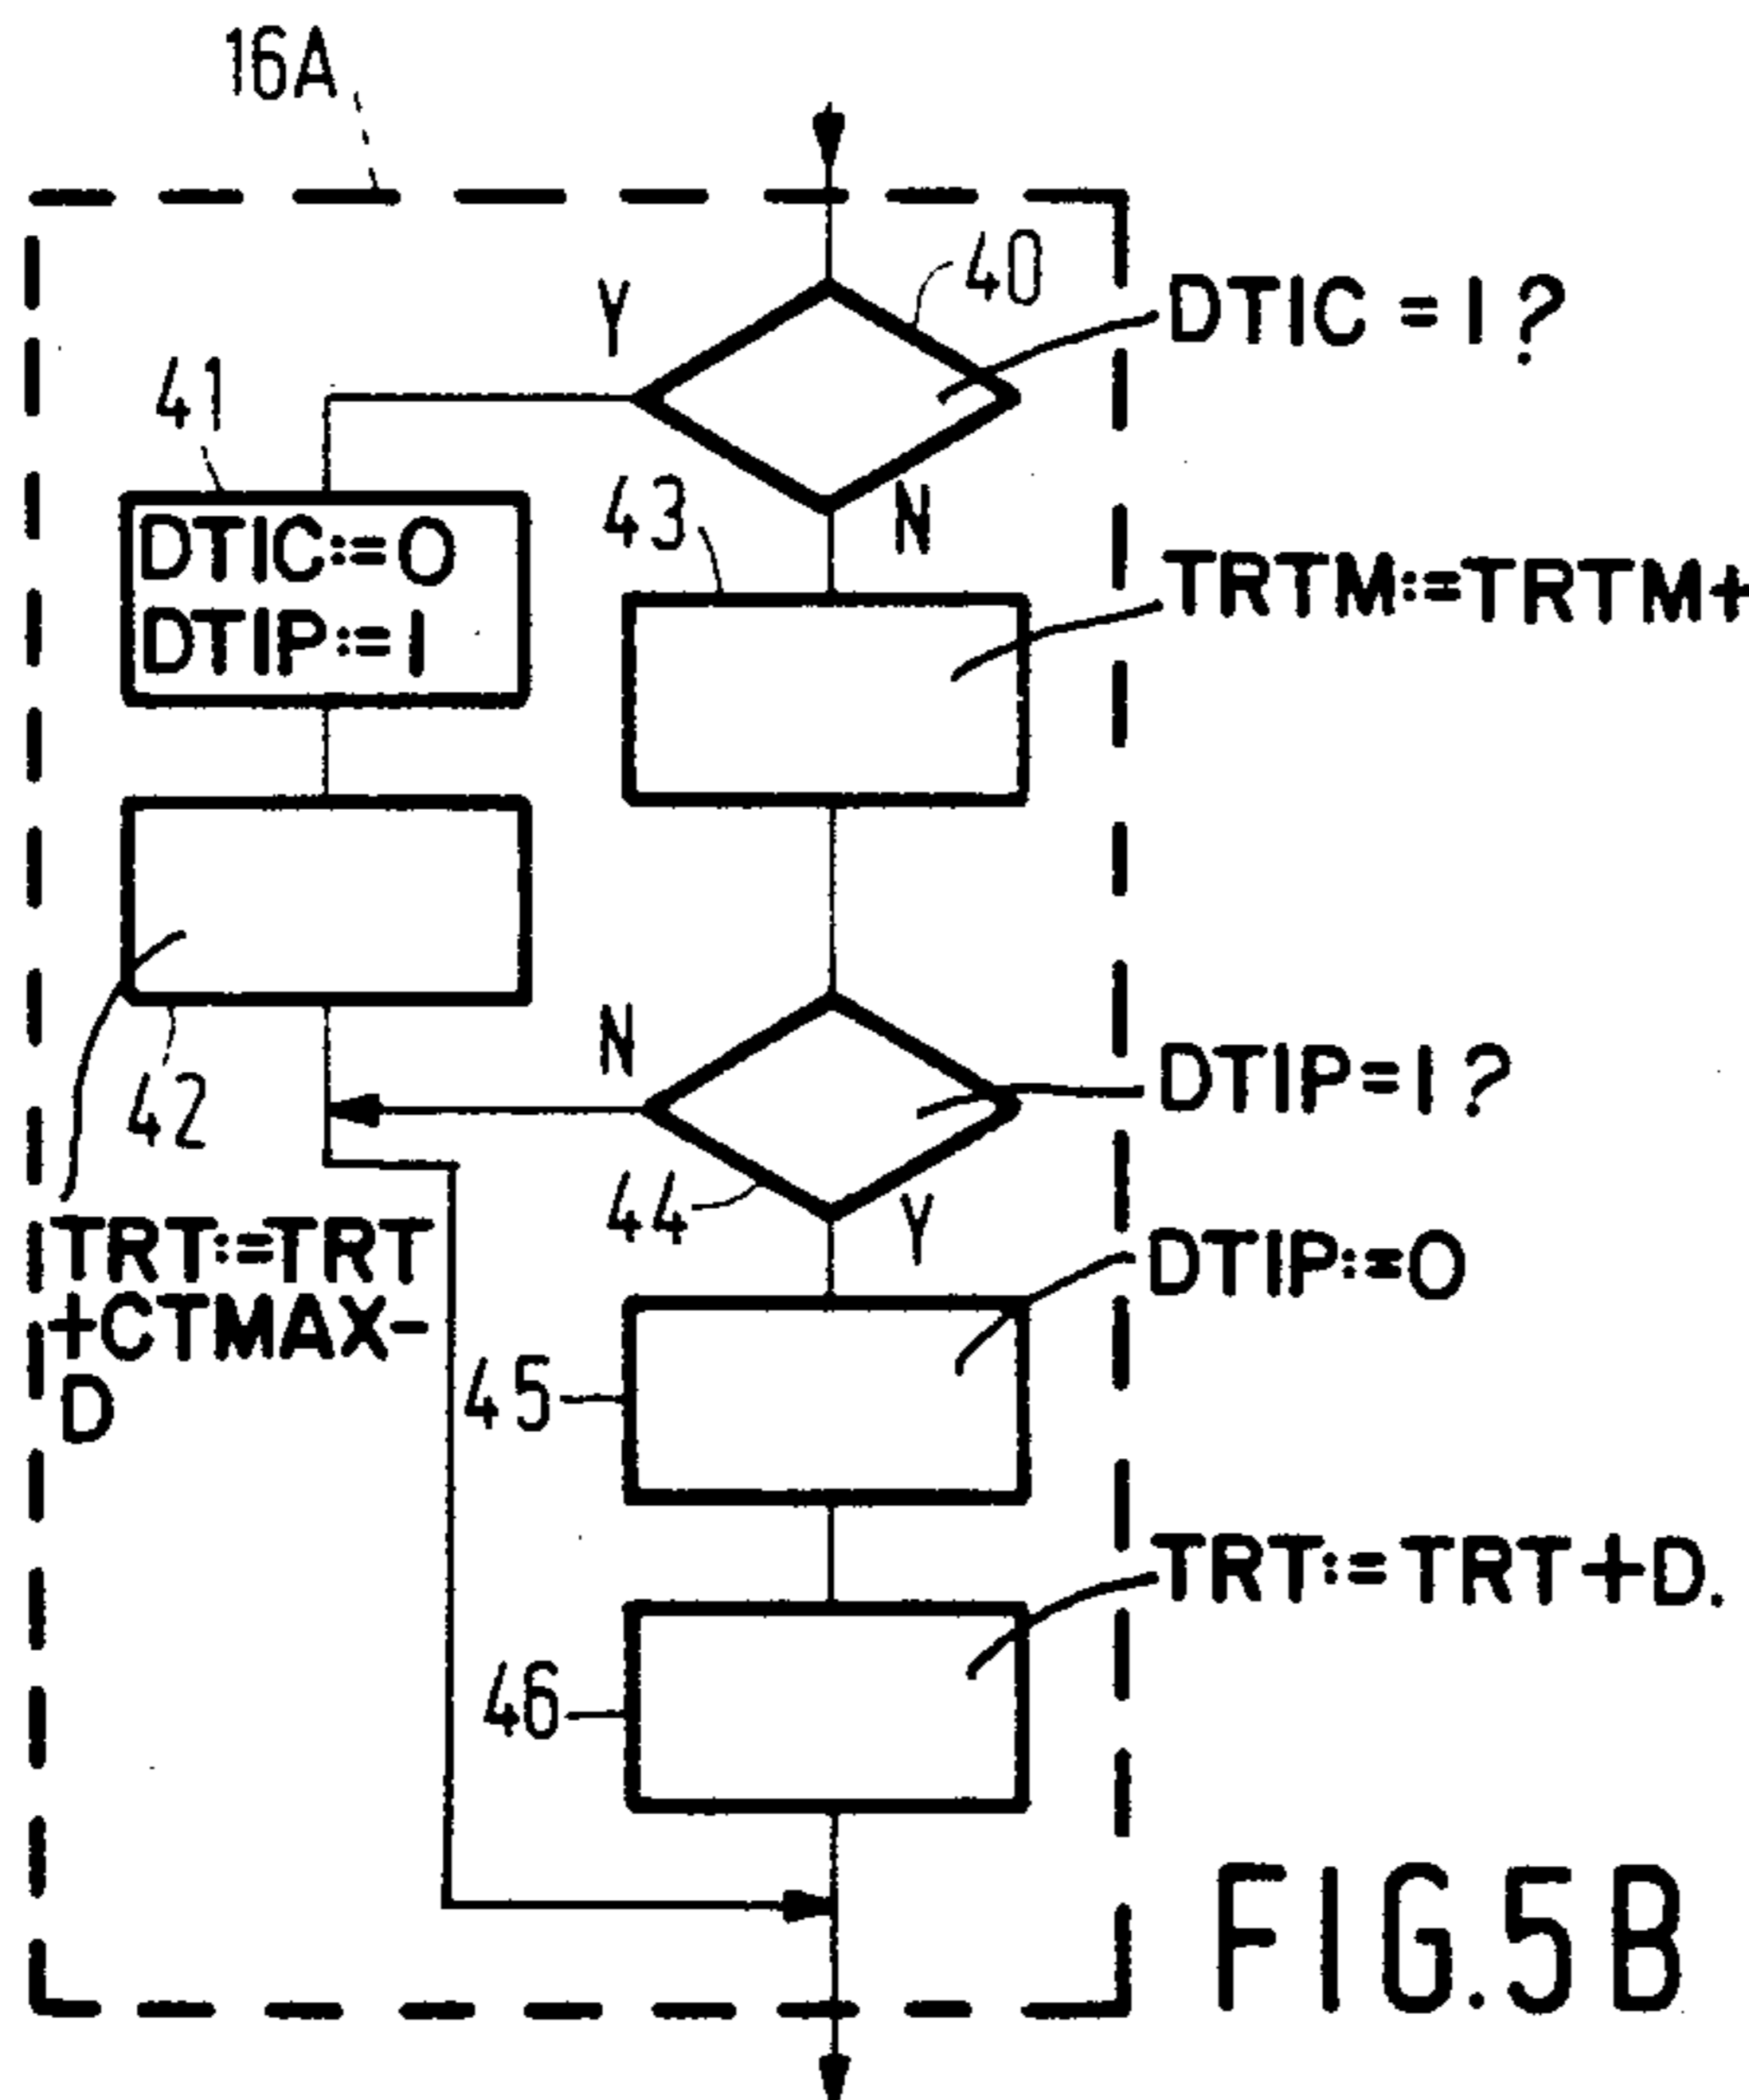 16A
40
Y
DTIC = 1 ?
41
43
N
DTIC:=0
DTIP:=1
TRTM:=TRTM+
N
DTIP=1 ?
42
44
Y
TRT:=TRT
+CTMAX-
D
DTIP:=0
45
TRT:=TRT+D.
46
FIG.5B